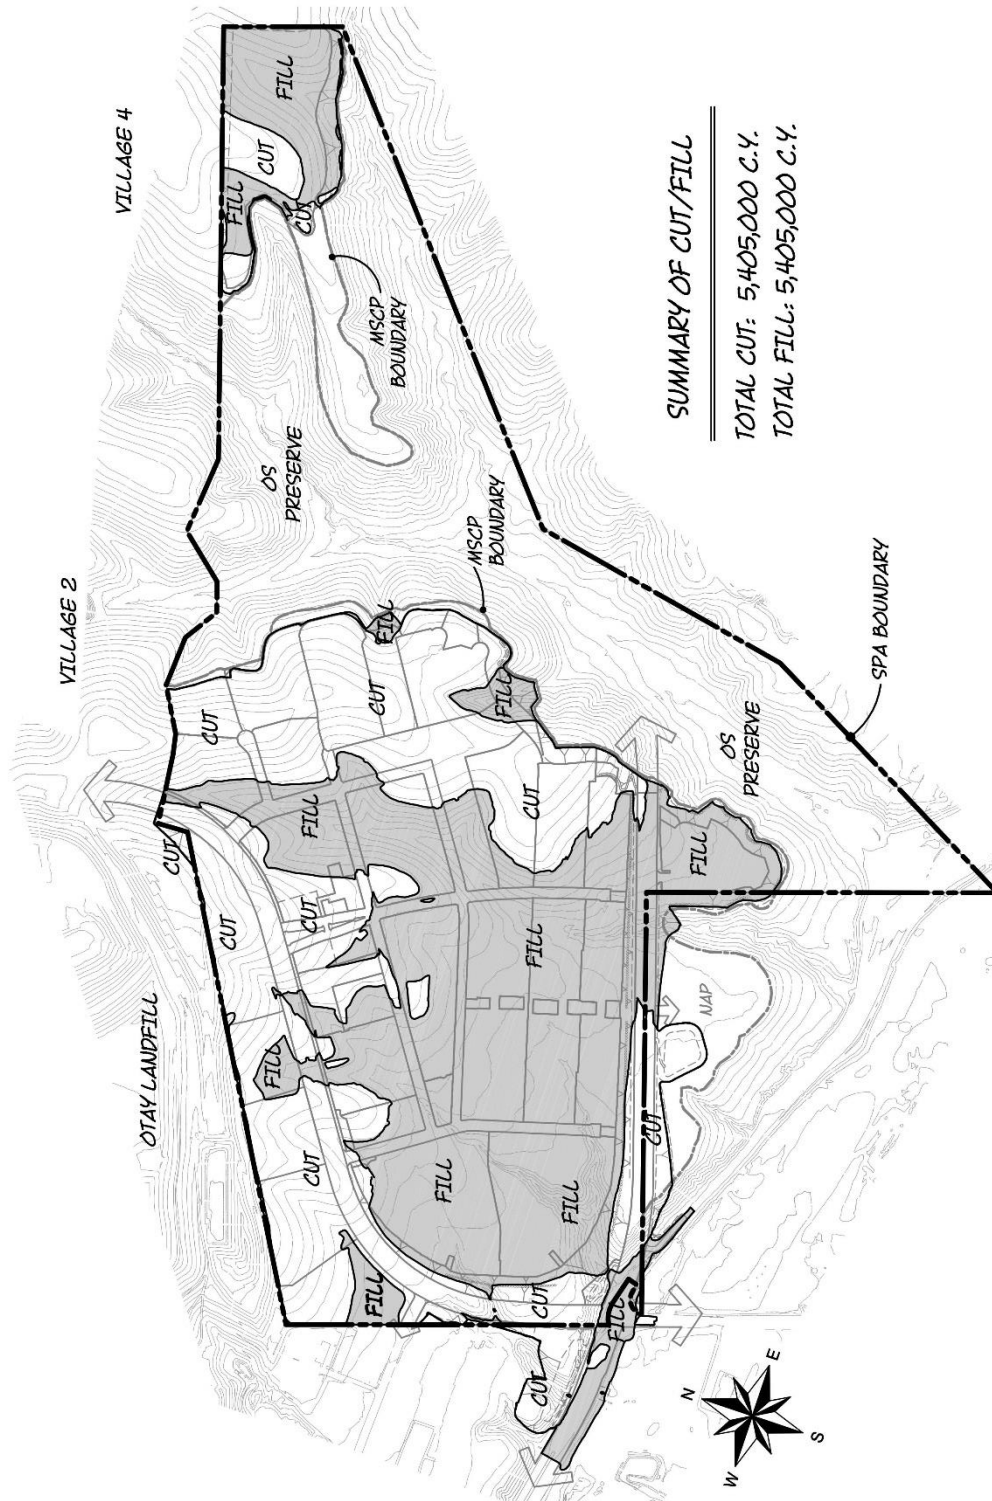 VILLAGE 4
VILLAGE 2
OTAY LANDFILL
FILL
CUT
FILL
CUT
MSCP
BOUNDARY
OS
PRESERVE
MSCP
BOUNDARY
FILL
CUT
CUT
FILL
CUT
FILL
CUT
CUT
CUT
FILL
FILL
OS
PRESERVE
SPA BOUNDARY
NAP
FILL
CUT
CUT
FILL
FILL
FILL
CUT
FILL
CUT
SUMMARY OF CUT/FILL
TOTAL CUT: 5,405,000 C.Y.
TOTAL FILL: 5,405,000 C.Y.
N
E
W
S